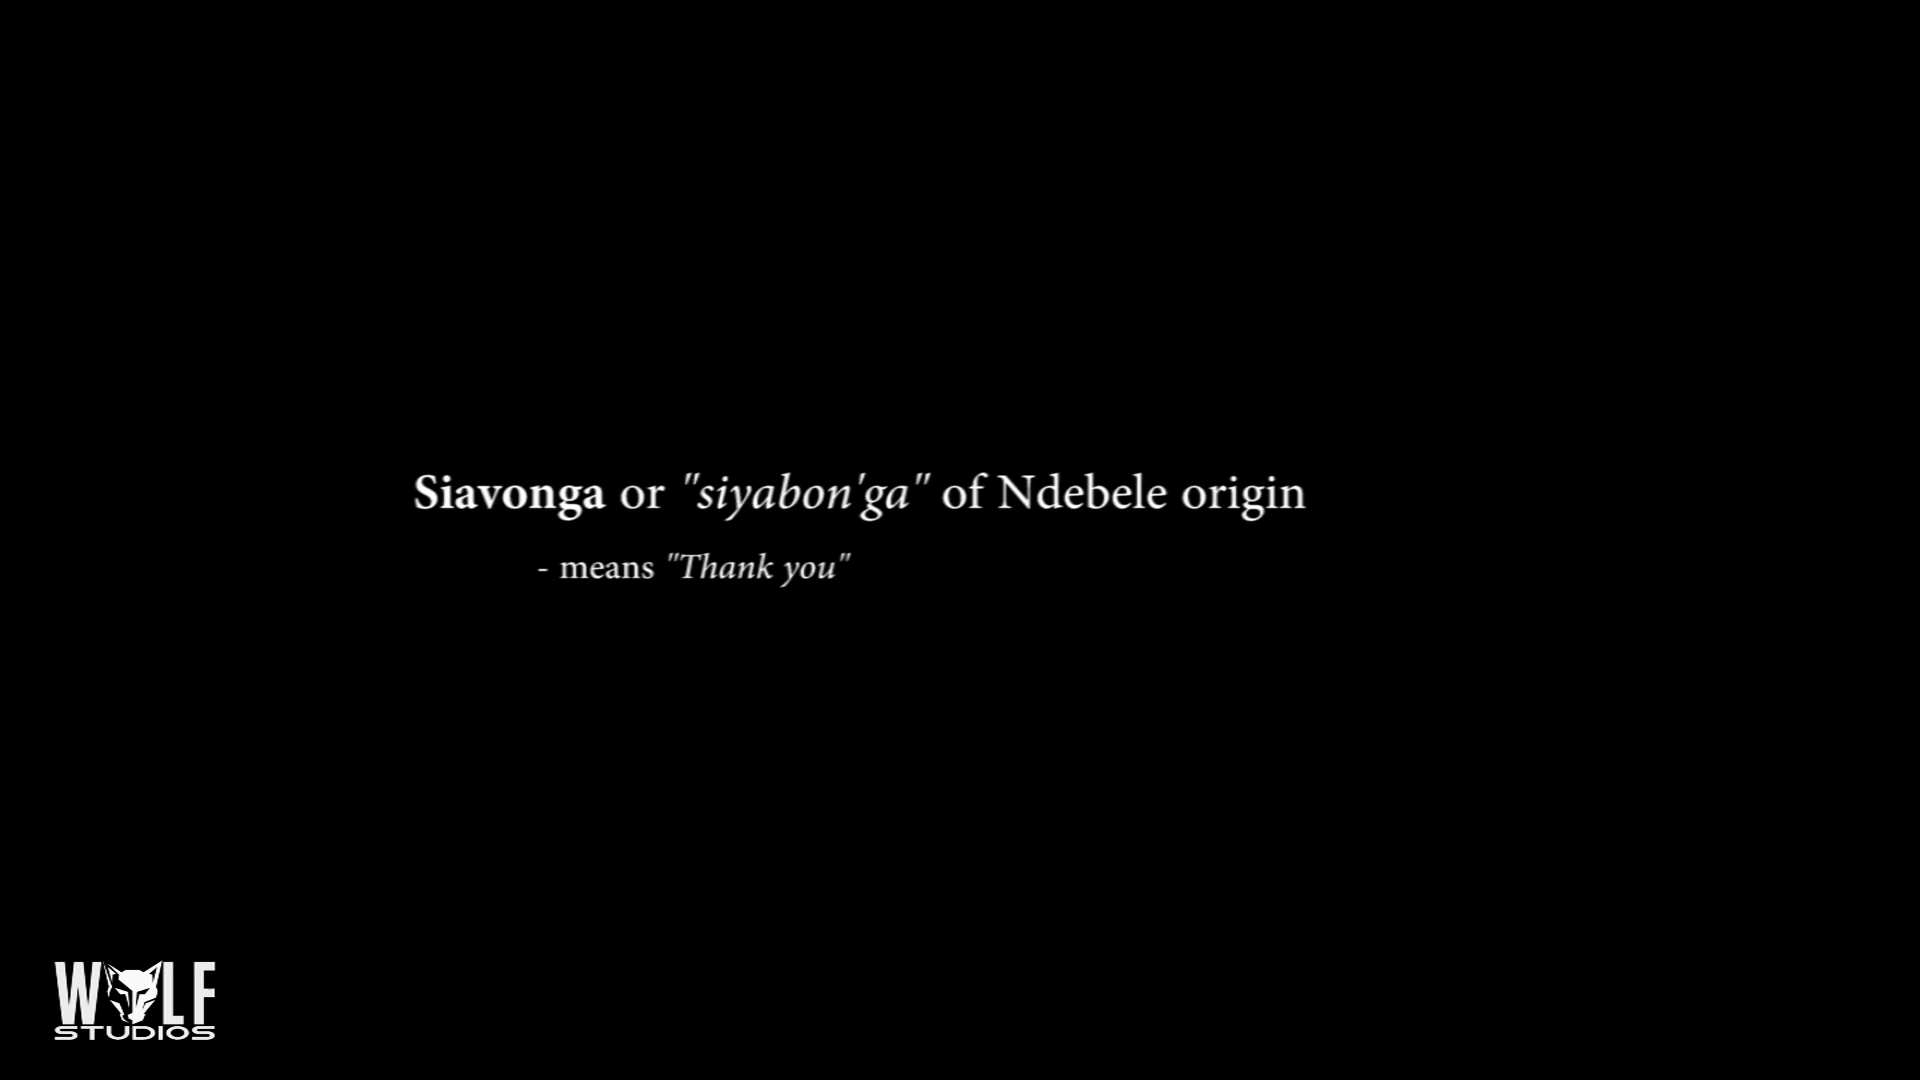 Siavonga or "siyabon'ga" of Ndebele origin
- means "Thank you"
WOLF
STUDIOS